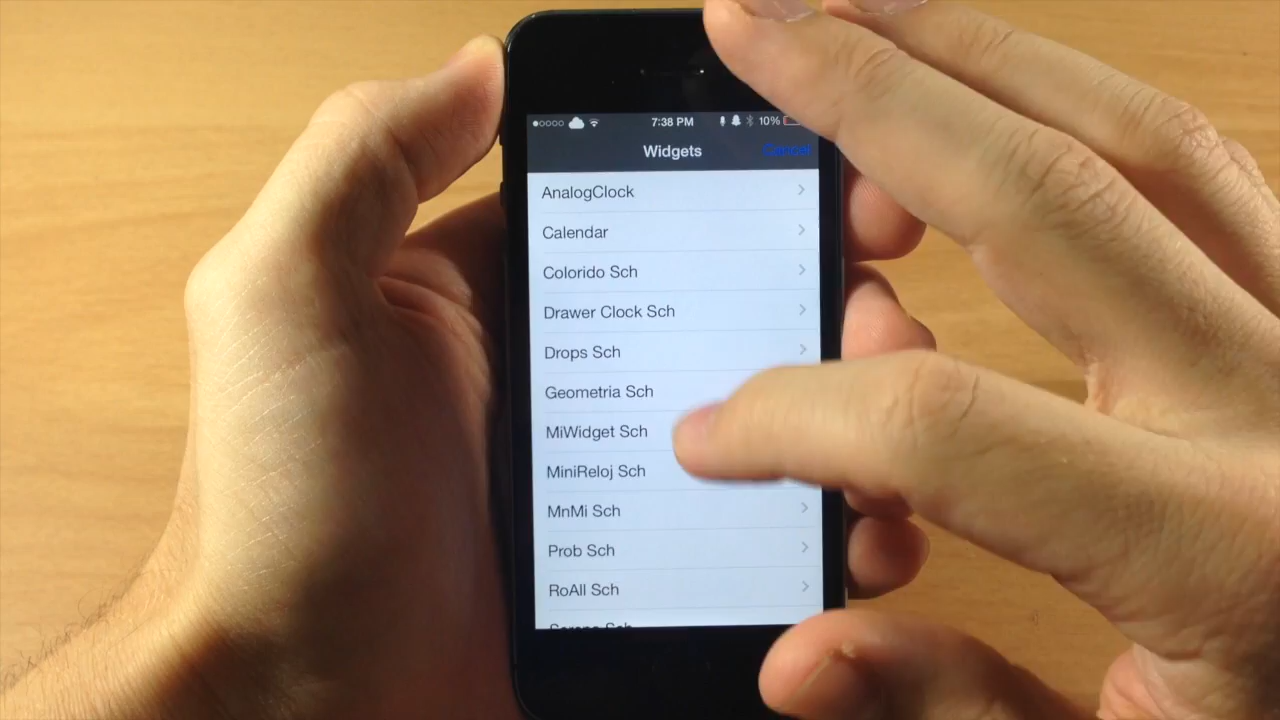 7:38 PM 10%
Widgets Cancel
AnalogClock
Calendar
Colorido Sch
Drawer Clock Sch
Drops Sch
Geometria Sch
MiWidget Sch
MiniReloj Sch
MnMi Sch
Prob Sch
RoAll Sch